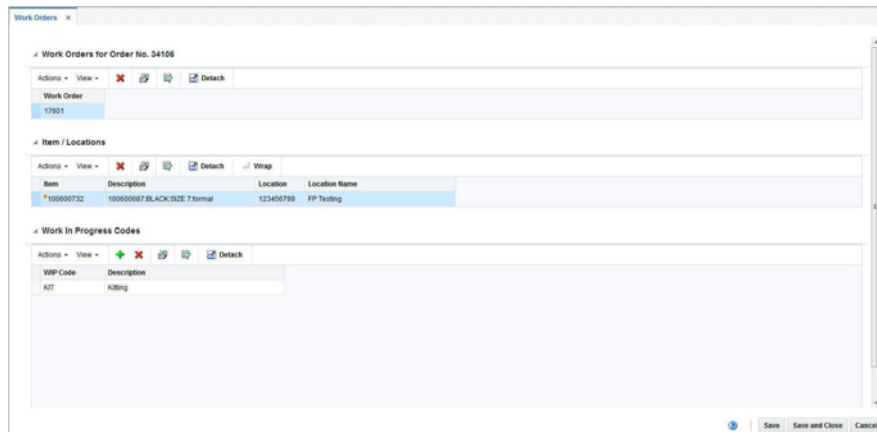 Work Orders ×
Work Orders for Order No. 34106
Actions View Detach
Work Order
17601
Item / Locations
Actions View Detach Wrap
Item Description Location Location Name
*100600732 100600687:BLACK:SIZE 7:formal 123456799 FP Testing
Work In Progress Codes
Actions View Detach
WIP Code Description
KIT Kitting
Save Save and Close Cancel